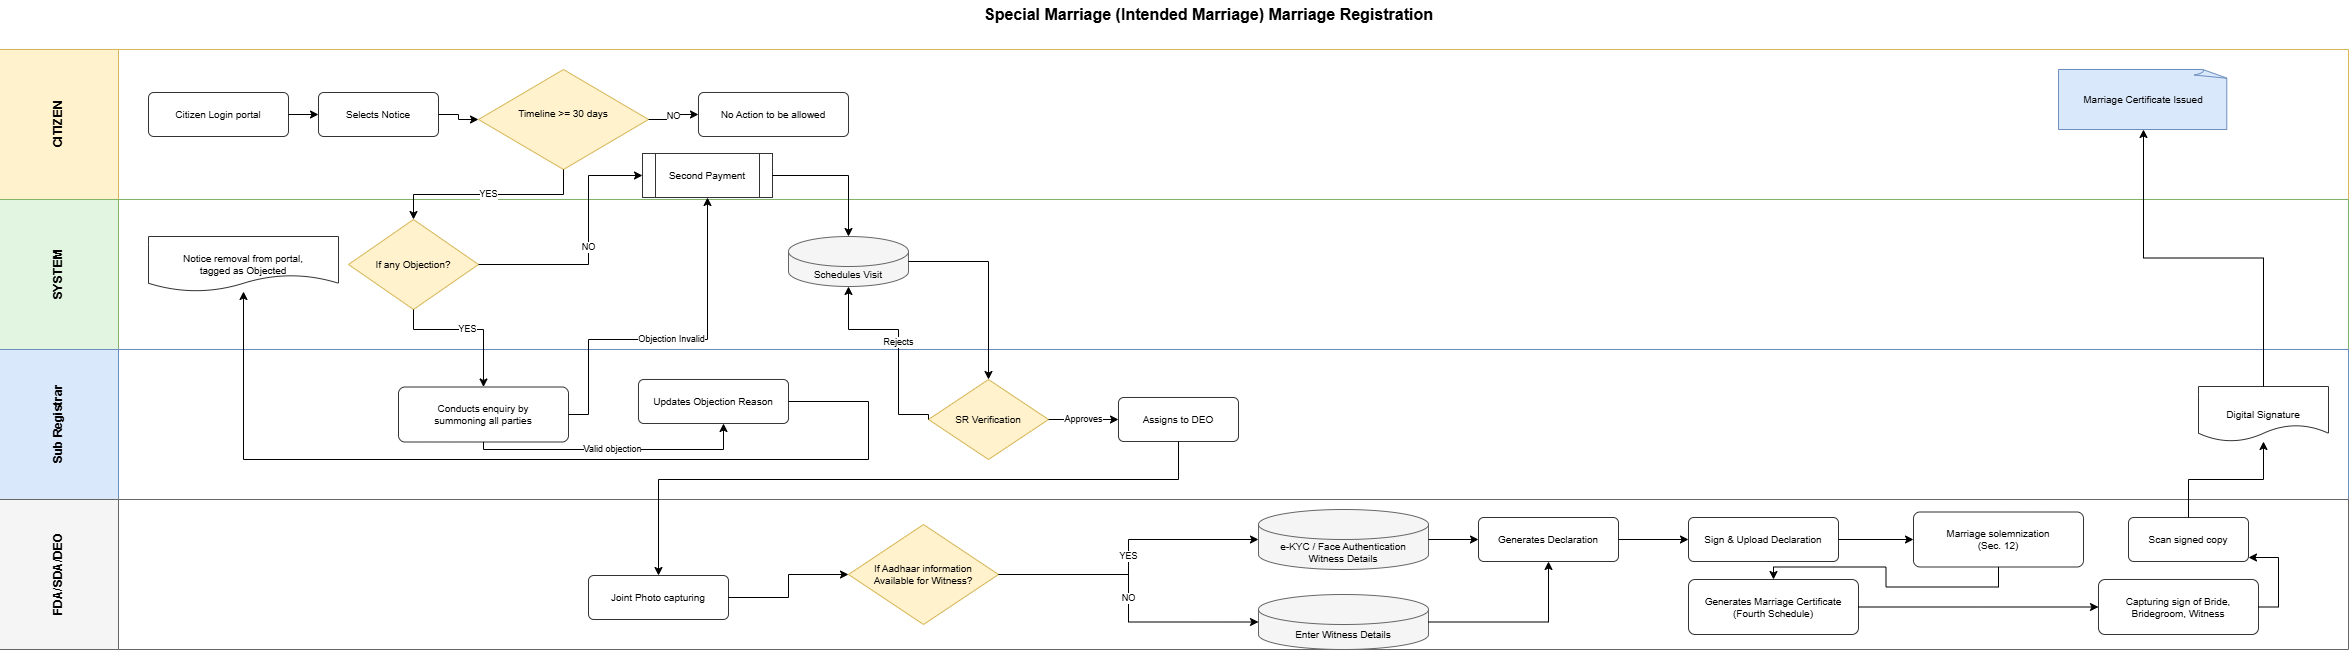 Special Marriage (Intended Marriage) Marriage Registration
CITIZEN
Citizen Login portal
Selects Notice
Timeline >= 30 days
NO
No Action to be allowed
Marriage Certificate Issued
Second Payment
YES
SYSTEM
Notice removal from portal,
tagged as Objected
If any Objection?
NO
Schedules Visit
YES
Objection Invalid
Rejects
Sub Registrar
Conducts enquiry by
summoning all parties
Updates Objection Reason
Valid objection
SR Verification
Approves
Assigns to DEO
Digital Signature
FDA/SDA/DEO
Joint Photo capturing
If Aadhaar information
Available for Witness?
YES
NO
e-KYC / Face Authentication
Witness Details
Enter Witness Details
Generates Declaration
Sign & Upload Declaration
Marriage solemnization
(Sec. 12)
Generates Marriage Certificate
(Fourth Schedule)
Capturing sign of Bride,
Bridegroom, Witness
Scan signed copy